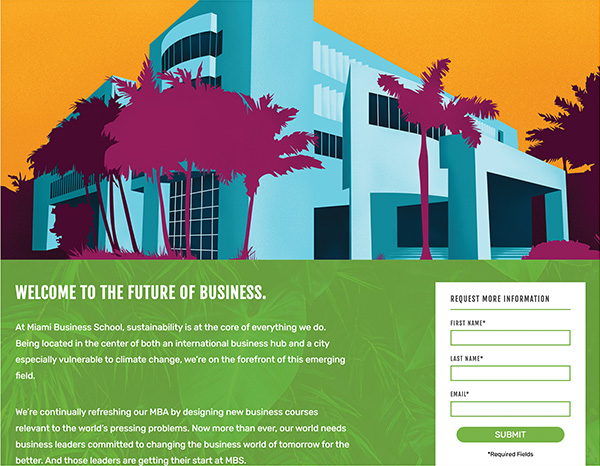 WELCOME TO THE FUTURE OF BUSINESS.
At Miami Business School, sustainability is at the core of everything we do.
Being located in the center of both an international business hub and a city
especially vulnerable to climate change, we're on the forefront of this emerging
field.
We're continually refreshing our MBA by designing new business courses
relevant to the world's pressing problems. Now more than ever, our world needs
business leaders committed to changing the business world of tomorrow for the
better. And those leaders are getting their start at MBS.
REQUEST MORE INFORMATION
FIRST NAME*
LAST NAME*
EMAIL*
SUBMIT
*Required Fields